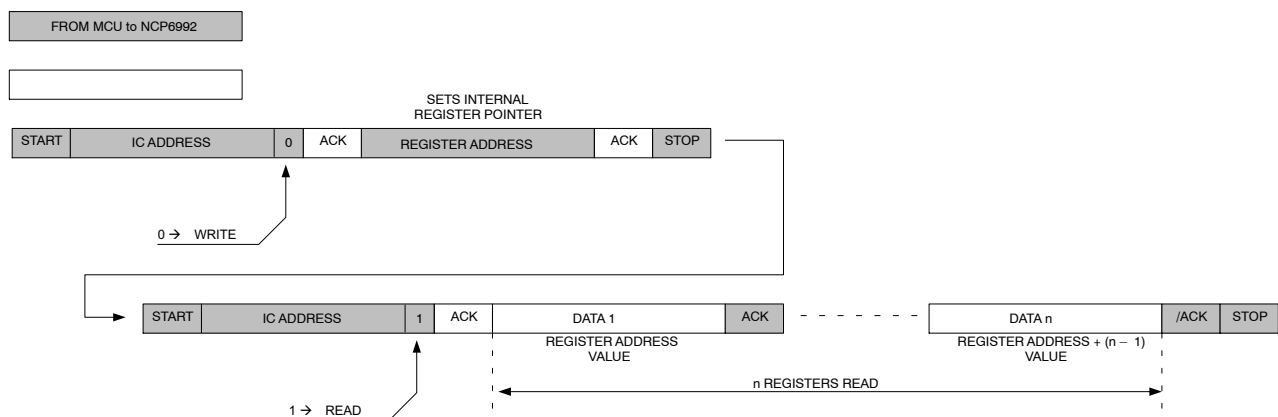 FROM MCU to NCP6992
SETS INTERNAL
REGISTER POINTER
START IC ADDRESS 0 ACK REGISTER ADDRESS ACK STOP
0 → WRITE
START IC ADDRESS 1 ACK DATA 1 ACK DATA n /ACK STOP
REGISTER ADDRESS
VALUE
REGISTER ADDRESS + (n − 1)
VALUE
n REGISTERS READ
1 → READ